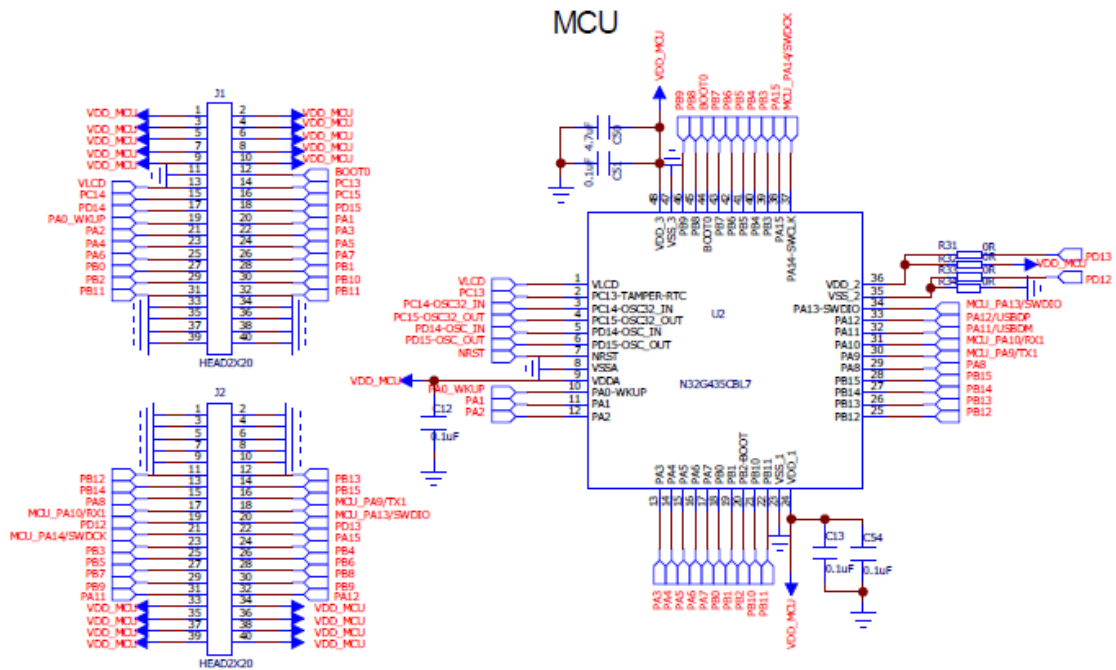 MCU
J1
VDD_MCU 1 2 VDD_MCU
VDD_MCU 3 4 VDD_MCU
VDD_MCU 5 6 VDD_MCU
VDD_MCU 7 8 VDD_MCU
VDD_MCU 9 10 VDD_MCU
11 12 BOOT0
VLCD 13 14 PC13
PC14 15 16 PC15
PD14 17 18 PD15
PA0_WKUP 19 20 PA1
PA2 21 22 PA3
PA4 23 24 PA5
PA6 25 26 PA7
PB0 27 28 PB1
PB2 29 30 PB10
PB11 31 32 PB11
33 34
35 36
37 38
39 40
HEAD2X20
J2
1 2
3 4
5 6
7 8
9 10
PB12 11 12 PB13
PB14 13 14 PB15
PA8 15 16 MCU_PA9/TX1
MCU_PA10/RX1 17 18 MCU_PA13/SWDIO
PD12 19 20 PD13
MCU_PA14/SWDCK 21 22 PA15
PB3 23 24 PB4
PB5 25 26 PB6
PB7 27 28 PB8
PB9 29 30 PB9
PA11 31 32 PA12
VDD_MCU 33 34 VDD_MCU
VDD_MCU 35 36 VDD_MCU
VDD_MCU 37 38 VDD_MCU
VDD_MCU 39 40 VDD_MCU
HEAD2X20
VDD_MCU
4.7uF C50
0.1uF C51
PB9 PB8 BOOT0 PB7 PB6 PB5 PB4 PB3 PA15 MCU_PA14/SWDCK
48 47 46 45 44 43 42 41 40 39 38 37
VDD_3 VSS_3 PB9 PB8 BOOT0 PB7 PB6 PB5 PB4 PB3 PA15 PA14-SWCLK
VLCD 1 VLCD
PC13 2 PC13-TAMPER-RTC
PC14-OSC32_IN 3 PC14-OSC32_IN
PC15-OSC32_OUT 4 PC15-OSC32_OUT
PD14-OSC_IN 5 PD14-OSC_IN
PD15-OSC_OUT 6 PD15-OSC_OUT
NRST 7 NRST
8 VSSA
VDD_MCU 9 VDDA
PA0_WKUP 10 PA0-WKUP
PA1 11 PA1
PA2 12 PA2
C12
0.1uF
U2
N32G435CBL7
R31 0R PD13
R32 0R VDD_MCU
R33 0R PD12
R34 0R
VDD_2 36
VSS_2 35
PA13-SWDIO 34 MCU_PA13/SWDIO
PA12 33 PA12/USBDP
PA11 32 PA11/USBDM
PA10 31 MCU_PA10/RX1
PA9 30 MCU_PA9/TX1
PA8 29 PA8
PB15 28 PB15
PB14 27 PB14
PB13 26 PB13
PB12 25 PB12
PA3 PA4 PA5 PA6 PA7 PB0 PB1 PB2-BOOT PB10 PB11 VSS_1 VDD_1
13 14 15 16 17 18 19 20 21 22 23 24
PA3 PA4 PA5 PA6 PA7 PB0 PB1 PB2 PB10 PB11
VDD_MCU
C13
0.1uF
C54
0.1uF